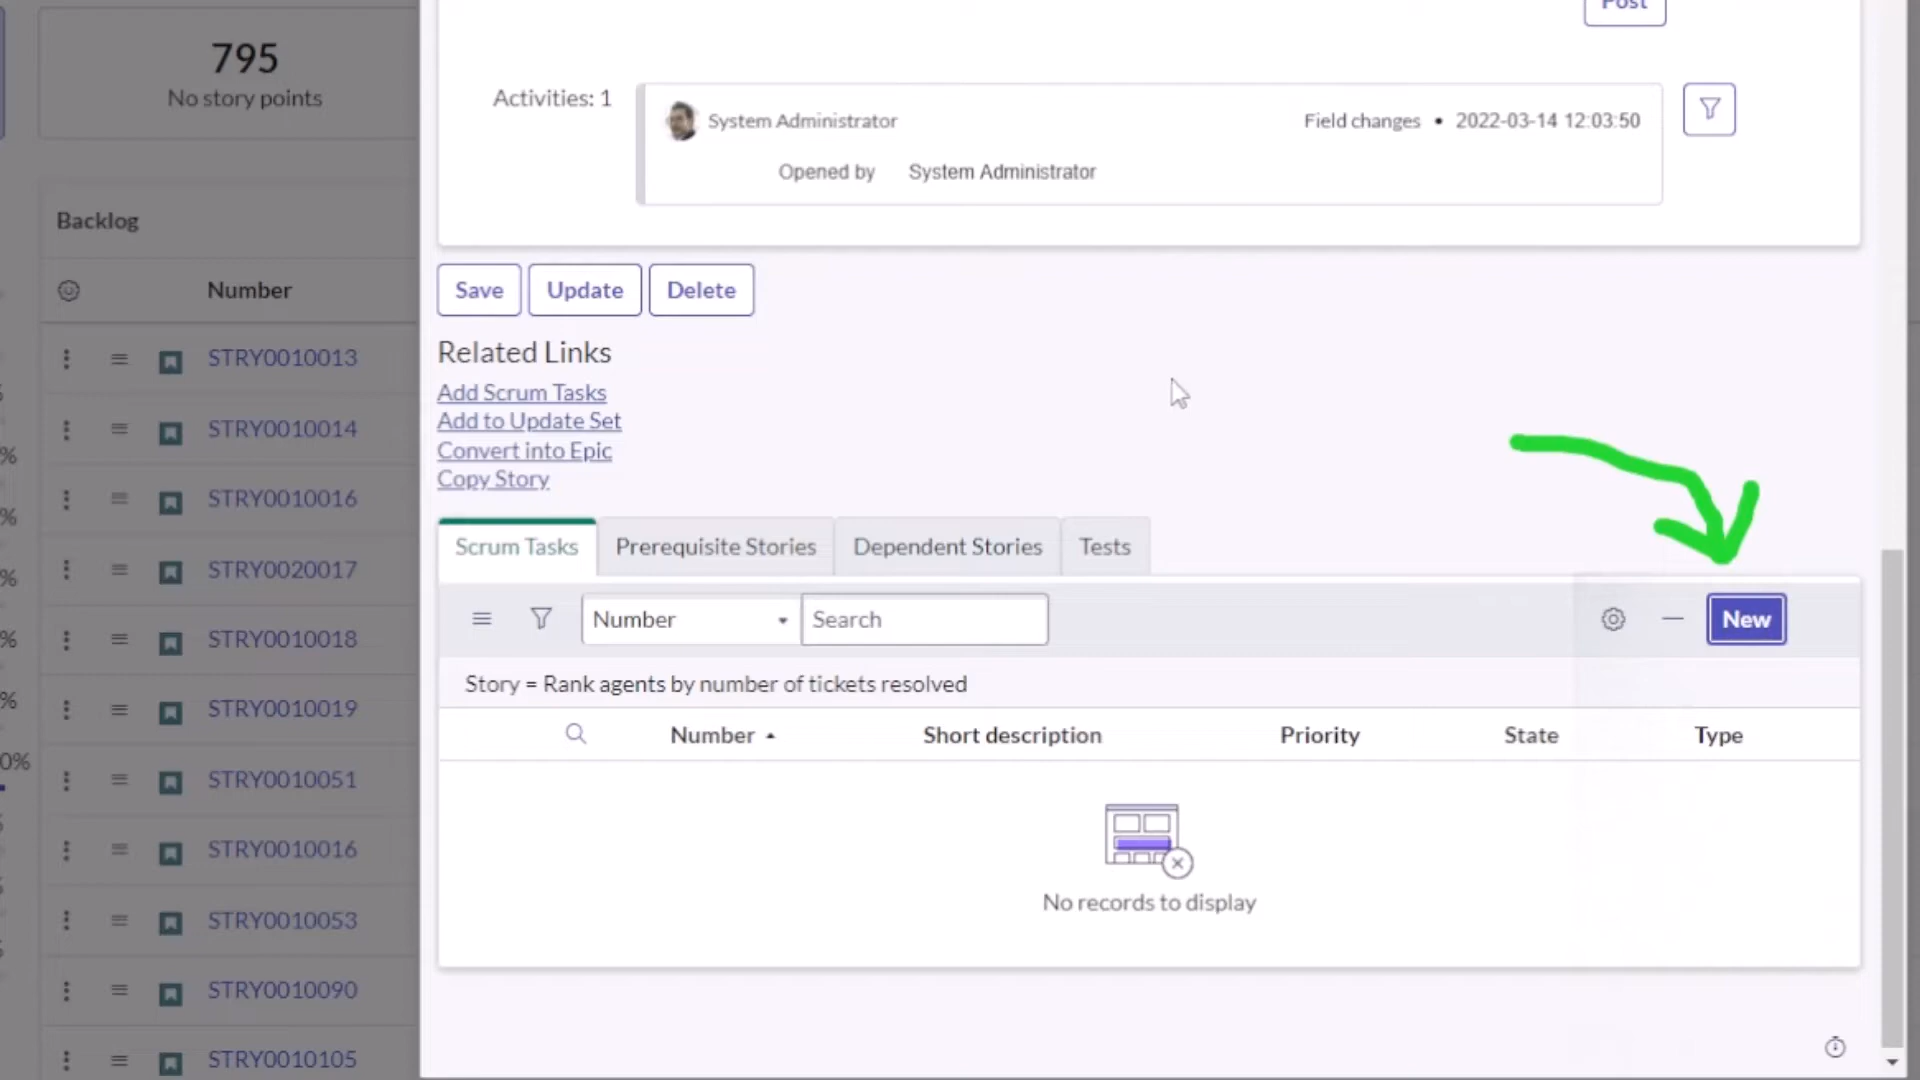 795
No story points
Backlog
Number
STRY0010013
STRY0010014
STRY0010016
STRY0020017
STRY0010018
STRY0010019
STRY0010051
STRY0010016
STRY0010053
STRY0010090
STRY0010105
%
%
%
%
%
0%
Post
Activities: 1
System Administrator
Field changes • 2022-03-14 12:03:50
Opened by System Administrator
Save Update Delete
Related Links
Add Scrum Tasks
Add to Update Set
Convert into Epic
Copy Story
Scrum Tasks Prerequisite Stories Dependent Stories Tests
Number Search New
Story = Rank agents by number of tickets resolved
Number Short description Priority State Type
No records to display